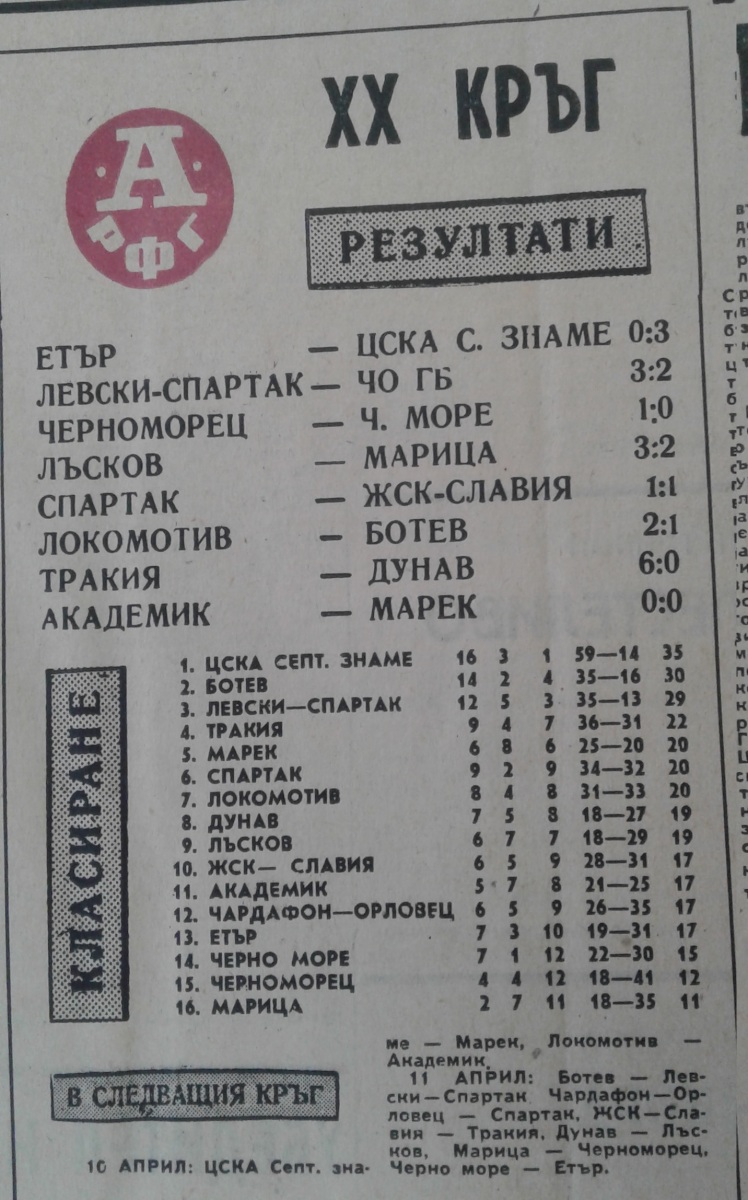 XX КРЪГ
А
РФГ
РЕЗУЛТАТИ
ЕТЪР — ЦСКА С. ЗНАМЕ 0:3
ЛЕВСКИ-СПАРТАК — ЧО ГБ 3:2
ЧЕРНОМОРЕЦ — Ч. МОРЕ 1:0
ЛЪСКОВ — МАРИЦА 3:2
СПАРТАК — ЖСК-СЛАВИЯ 1:1
ЛОКОМОТИВ — БОТЕВ 2:1
ТРАКИЯ — ДУНАВ 6:0
АКАДЕМИК — МАРЕК 0:0
КЛАСИРАНЕ
1. ЦСКА СЕПТ. ЗНАМЕ 16 3 1 59—14 35
2. БОТЕВ 14 2 4 35—16 30
3. ЛЕВСКИ—СПАРТАК 12 5 3 35—13 29
4. ТРАКИЯ 9 4 7 36—31 22
5. МАРЕК 6 8 6 25—20 20
6. СПАРТАК 9 2 9 34—32 20
7. ЛОКОМОТИВ 8 4 8 31—33 20
8. ДУНАВ 7 5 8 18—27 19
9. ЛЪСКОВ 6 7 7 18—29 19
10. ЖСК— СЛАВИЯ 6 5 9 28—31 17
11. АКАДЕМИК 5 7 8 21—25 17
12. ЧАРДАФОН—ОРЛОВЕЦ 6 5 9 26—35 17
13. ЕТЪР 7 3 10 19—31 17
14. ЧЕРНО МОРЕ 7 1 12 22—30 15
15. ЧЕРНОМОРЕЦ 4 4 12 18—41 12
16. МАРИЦА 2 7 11 18—35 11
В СЛЕДВАЩИЯ КРЪГ
10 АПРИЛ: ЦСКА Септ. зна-
ме — Марек, Локомотив —
Академик.
11 АПРИЛ: Ботев — Лев-
ски—Спартак Чардафон—Ор-
ловец — Спартак, ЖСК—Сла-
вия — Тракия, Дунав — Лъс-
ков, Марица — Черноморец,
Черно море — Етър.